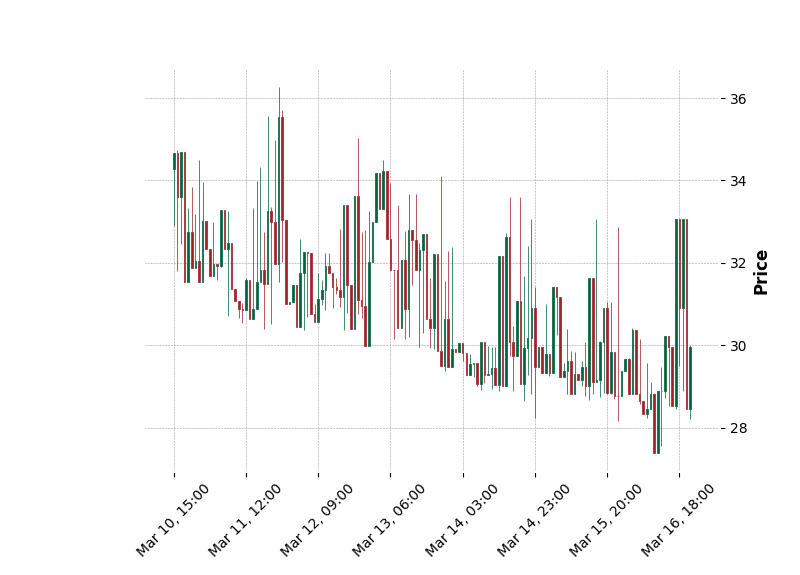 36
34
32
30
28
Price
Mar 10, 15:00
Mar 11, 12:00
Mar 12, 09:00
Mar 13, 06:00
Mar 14, 03:00
Mar 14, 23:00
Mar 15, 20:00
Mar 16, 18:00